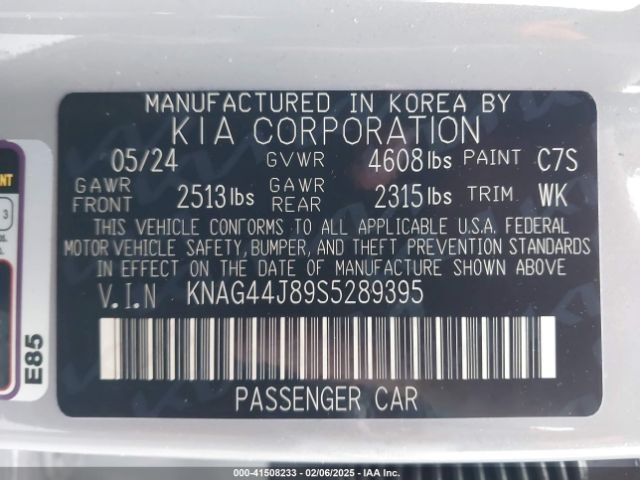 MANUFACTURED IN KOREA BY
KIA CORPORATION
05/24 GVWR 4608 lbs PAINT C7S
GAWR FRONT 2513 lbs GAWR REAR 2315 lbs TRIM. WK
THIS VEHICLE CONFORMS TO ALL APPLICABLE U.S.A. FEDERAL
MOTOR VEHICLE SAFETY, BUMPER, AND THEFT PREVENTION STANDARDS
IN EFFECT ON THE DATE OF MANUFACTURE SHOWN ABOVE
V.I.N KNAG44J89S5289395
PASSENGER CAR
E85
3
000-41508233 - 02/06/2025 - IAA Inc.